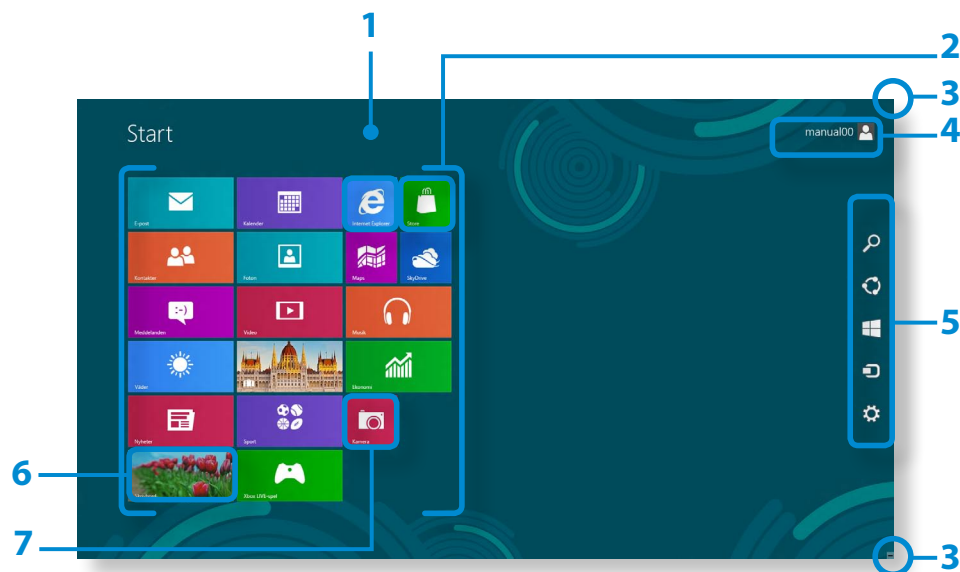 1
2
3
Start
manual00
4
E-post
Kalender
Internet Explorer
Store
Kontakter
Foton
Maps
SkyDrive
Meddelanden
Video
Musik
5
Väder
Ekonomi
Nyheter
Sport
Kamera
6
Skrivbord
Xbox LIVE-spel
7
3